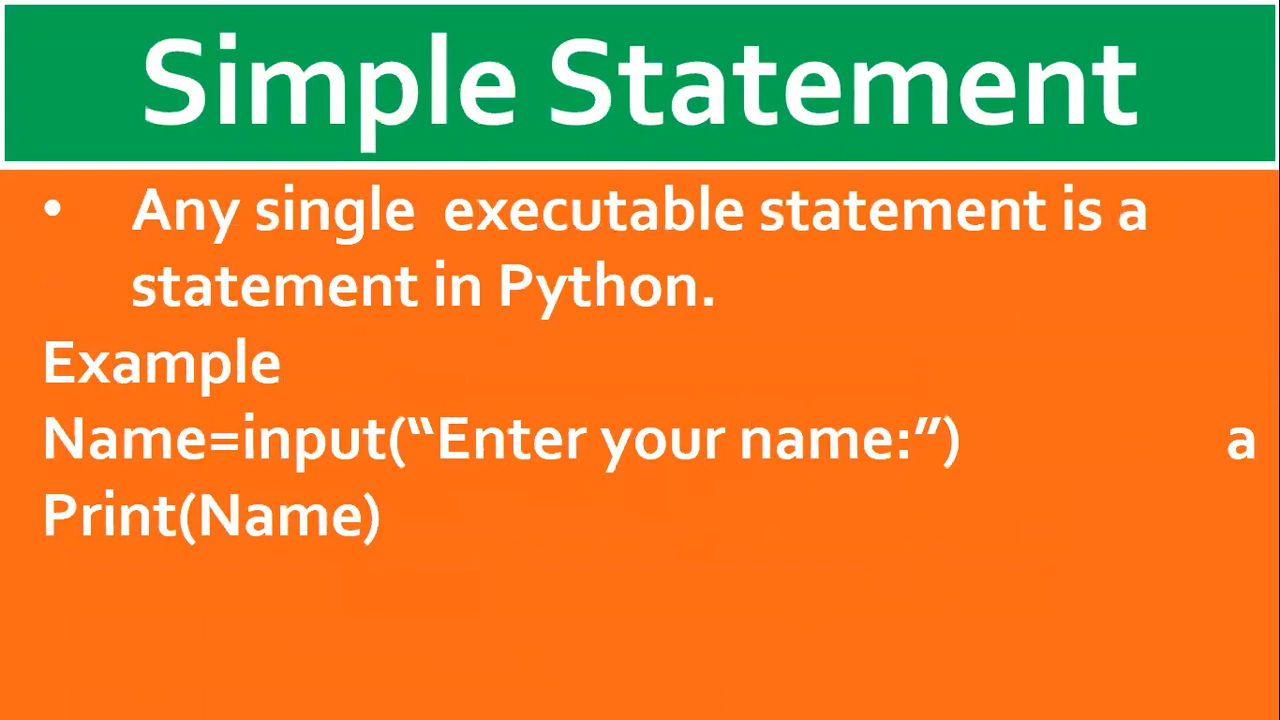 Simple Statement
• Any single  executable statement is a
statement in Python.
Example
Name=input(“Enter your name:”) a
Print(Name)